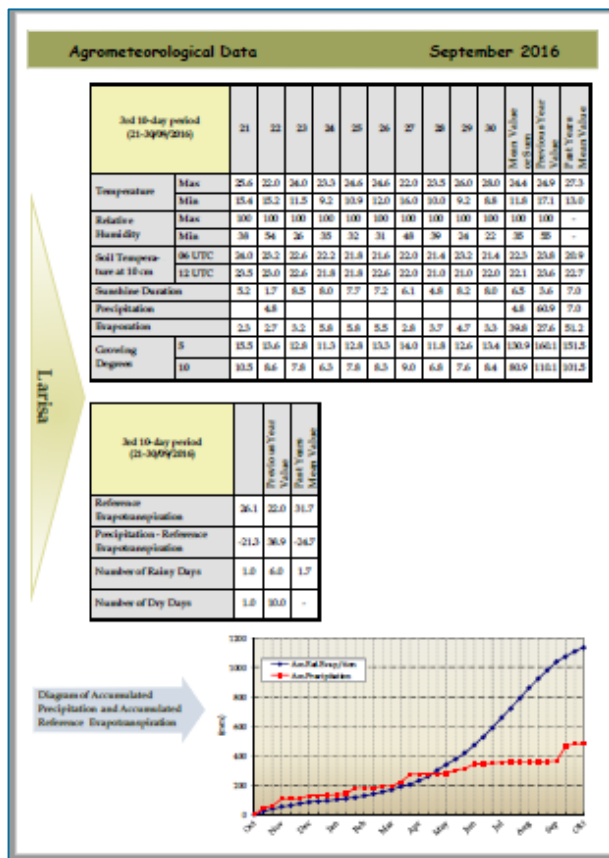 Agrometeorological Data September 2016
3rd 10-day period (21-30/09/2016) 21 22 23 24 25 26 27 28 29 30 Mean Value or Sum Previous Year Value Past Years Mean Value
Temperature Max 25.6 22.0 24.0 23.3 24.6 24.6 22.0 23.5 26.0 28.0 24.4 24.9 27.3
Min 15.4 15.2 11.5 9.2 10.9 12.0 16.0 10.0 9.2 8.8 11.8 17.1 13.0
Relative Humidity Max 100 100 100 100 100 100 100 100 100 100 100 100 -
Min 38 54 26 35 32 31 48 39 24 22 35 55 -
Soil Temperature at 10 cm 06 UTC 24.0 23.2 22.6 22.2 21.8 21.6 22.0 21.4 23.2 21.4 22.3 23.8 20.9
12 UTC 23.5 23.0 22.6 21.8 21.8 22.6 22.0 21.0 21.0 22.0 22.1 23.6 22.7
Sunshine Duration 5.2 1.7 8.5 8.0 7.7 7.2 6.1 4.8 8.2 8.0 6.5 3.6 7.0
Precipitation 4.8 4.8 60.9 7.0
Evaporation 2.3 2.7 3.2 5.8 5.8 5.5 2.8 3.7 4.7 3.3 39.8 27.6 51.2
Growing Degrees 5 15.5 13.6 12.8 11.3 12.8 13.3 14.0 11.8 12.6 13.4 130.9 160.1 151.5
10 10.5 8.6 7.8 6.3 7.8 8.3 9.0 6.8 7.6 8.4 80.9 110.1 101.5
Larisa
3rd 10-day period (21-30/09/2016) Previous Year Value Past Years Mean Value
Reference Evapotranspiration 26.1 22.0 31.7
Precipitation - Reference Evapotranspiration -21.3 38.9 -24.7
Number of Rainy Days 1.0 6.0 1.7
Number of Dry Days 1.0 10.0 -
Diagram of Accumulated
Precipitation and Accumulated
Reference Evapotranspiration
Acc.Precipitation
(mm)
1200
1000
800
600
400
200
0
Oct Nov Dec Jan Feb Mar Apr May Jun Jul Aug Sep Okt